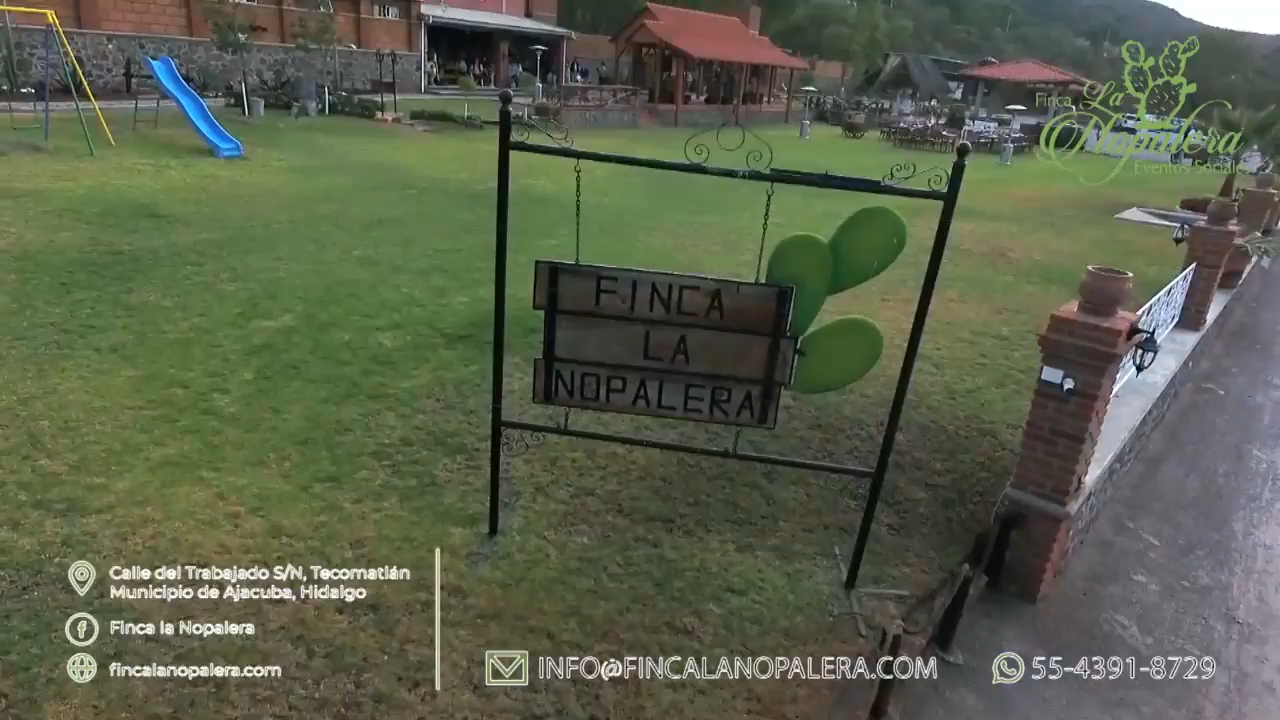 Finca La
Nopalera
Eventos Sociales
FINCA
LA
NOPALERA
Calle del Trabajado S/N, Tecomatlán
Municipio de Ajacuba, Hidalgo
Finca la Nopalera
fincalanopalera.com
INFO@FINCALANOPALERA.COM
55-4391-8729